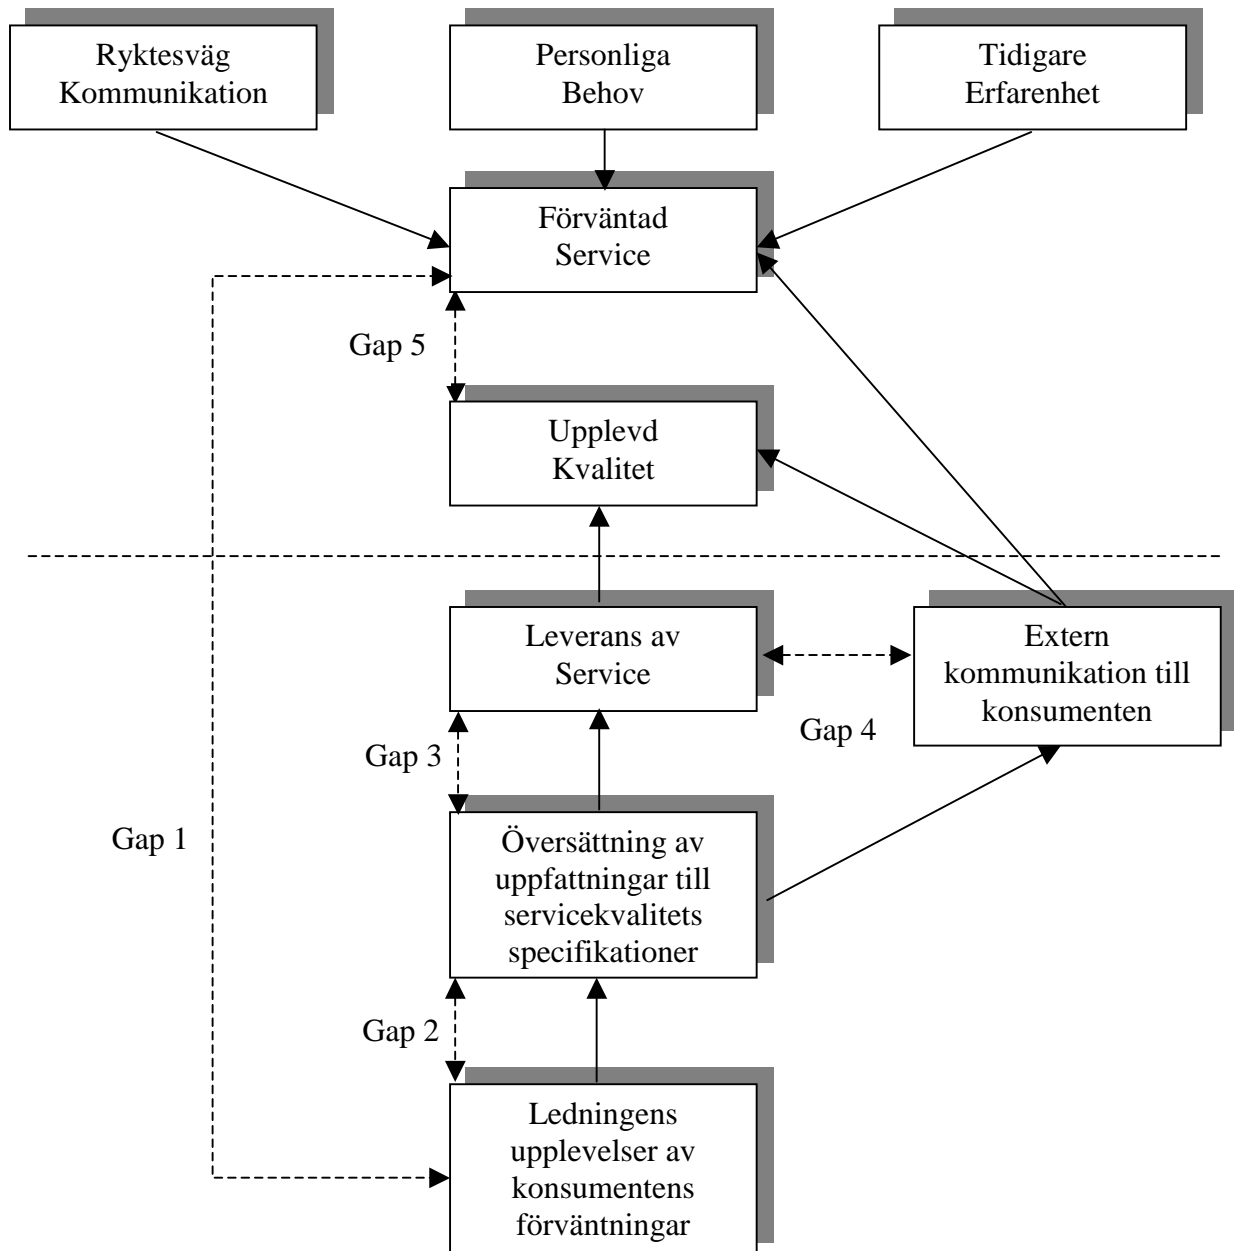 Ryktesväg
Kommunikation
Personliga
Behov
Tidigare
Erfarenhet
Förväntad
Service
Gap 5
Upplevd
Kvalitet
Leverans av
Service
Extern
kommunikation till
konsumenten
Gap 4
Gap 3
Gap 1
Översättning av
uppfattningar till
servicekvalitets
specifikationer
Gap 2
Ledningens
upplevelser av
konsumentens
förväntningar